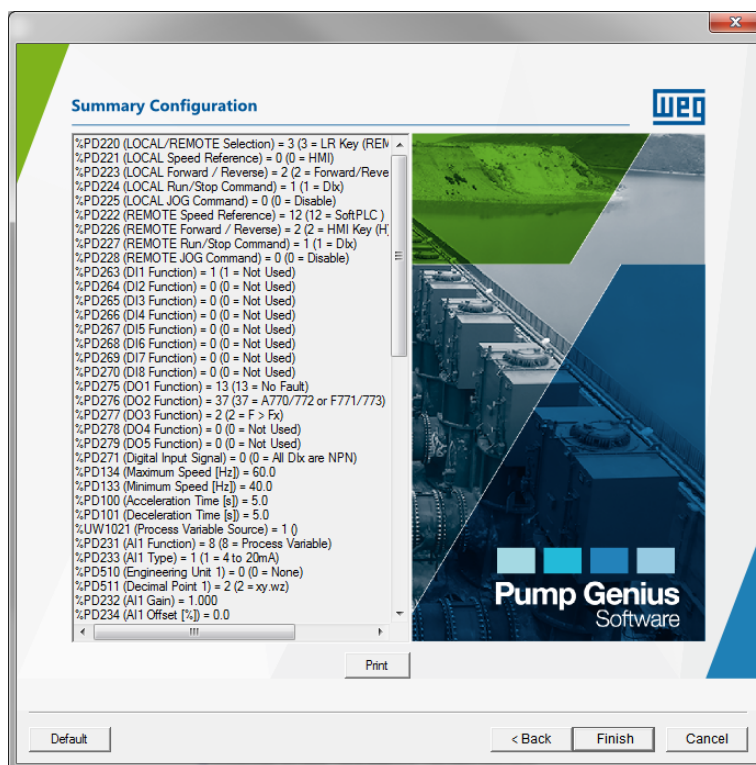 Summary Configuration
weg
%PD220 (LOCAL/REMOTE Selection) = 3 (3 = LR Key (REM
%PD221 (LOCAL Speed Reference) = 0 (0 = HMI)
%PD223 (LOCAL Forward / Reverse) = 2 (2 = Forward/Reve
%PD224 (LOCAL Run/Stop Command) = 1 (1 = DIx)
%PD225 (LOCAL JOG Command) = 0 (0 = Disable)
%PD222 (REMOTE Speed Reference) = 12 (12 = SoftPLC )
%PD226 (REMOTE Forward / Reverse) = 2 (2 = HMI Key (H
%PD227 (REMOTE Run/Stop Command) = 1 (1 = DIx)
%PD228 (REMOTE JOG Command) = 0 (0 = Disable)
%PD263 (DI1 Function) = 1 (1 = Not Used)
%PD264 (DI2 Function) = 0 (0 = Not Used)
%PD265 (DI3 Function) = 0 (0 = Not Used)
%PD266 (DI4 Function) = 0 (0 = Not Used)
%PD267 (DI5 Function) = 0 (0 = Not Used)
%PD268 (DI6 Function) = 0 (0 = Not Used)
%PD269 (DI7 Function) = 0 (0 = Not Used)
%PD270 (DI8 Function) = 0 (0 = Not Used)
%PD275 (DO1 Function) = 13 (13 = No Fault)
%PD276 (DO2 Function) = 37 (37 = A770/772 or F771/773)
%PD277 (DO3 Function) = 2 (2 = F > Fx)
%PD278 (DO4 Function) = 0 (0 = Not Used)
%PD279 (DO5 Function) = 0 (0 = Not Used)
%PD271 (Digital Input Signal) = 0 (0 = All DIx are NPN)
%PD134 (Maximum Speed [Hz]) = 60.0
%PD133 (Minimum Speed [Hz]) = 40.0
%PD100 (Acceleration Time [s]) = 5.0
%PD101 (Deceleration Time [s]) = 5.0
%UW1021 (Process Variable Source) = 1 ()
%PD231 (AI1 Function) = 8 (8 = Process Variable)
%PD233 (AI1 Type) = 1 (1 = 4 to 20mA)
%PD510 (Engineering Unit 1) = 0 (0 = None)
%PD511 (Decimal Point 1) = 2 (2 = xy.wz)
%PD232 (AI1 Gain) = 1.000
%PD234 (AI1 Offset [%]) = 0.0
Pump Genius
Software
Print
Default
< Back
Finish
Cancel